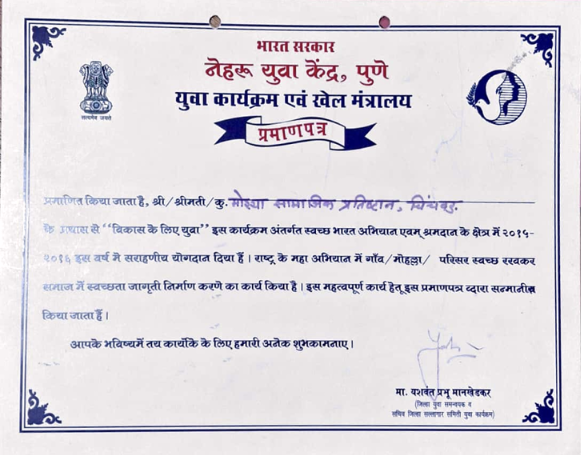 भारत सरकार
नेहरू युवा केंद्र, पुणे
युवा कार्यक्रम एवं खेल मंत्रालय
सत्यमेव जयते
प्रमाणपत्र
प्रमाणित किया जाता है, श्री/श्रीमती/कु. मोरया सामाजिक प्रतिष्ठान, चिंचवड.
के प्रयास से "विकास के लिए युवा" इस कार्यक्रम अंतर्गत स्वच्छ भारत अभियान एवम् श्रमदान के क्षेत्र में २०१५-
२०१६ इस वर्ष में सराहणीय योगदान दिया हैं । राष्ट्र के महा अभियान में गाँव/मोहल्ला/ परिसर स्वच्छ रखकर
समाज में स्वच्छता जागृती निर्माण करणे का कार्य किया है । इस महत्वपूर्ण कार्य हेतू इस प्रमाणपत्र व्दारा सन्मानीत
किया जाता हैं ।
आपके भविष्यमें तथ कार्योंके लिए हमारी अनेक शुभकामनाए ।
मा. यशवंत प्रभू मानखेडकर
(जिल्हा युवा समन्वयक व
सचिव जिल्हा सल्लागार समिती युवा कार्यक्रम)